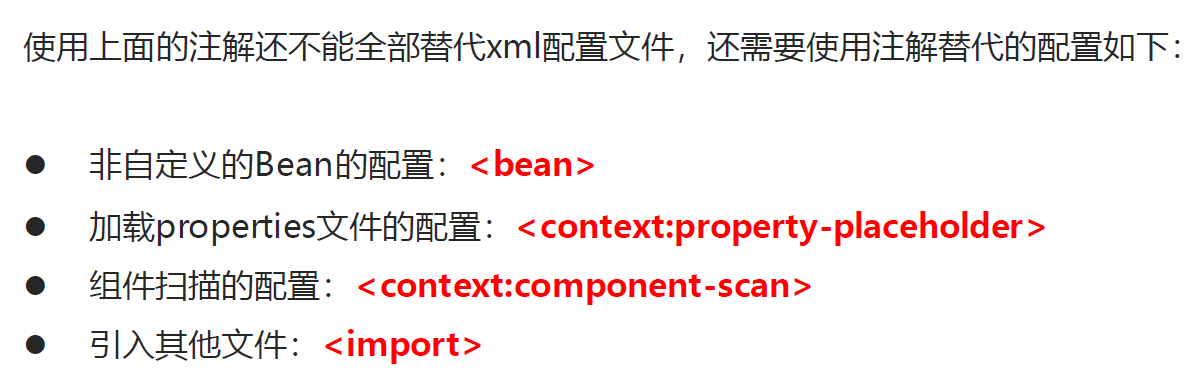 使用上面的注解还不能全部替代xml配置文件，还需要使用注解替代的配置如下：
● 非自定义的Bean的配置：<bean>
● 加载properties文件的配置：<context:property-placeholder>
● 组件扫描的配置：<context:component-scan>
● 引入其他文件：<import>